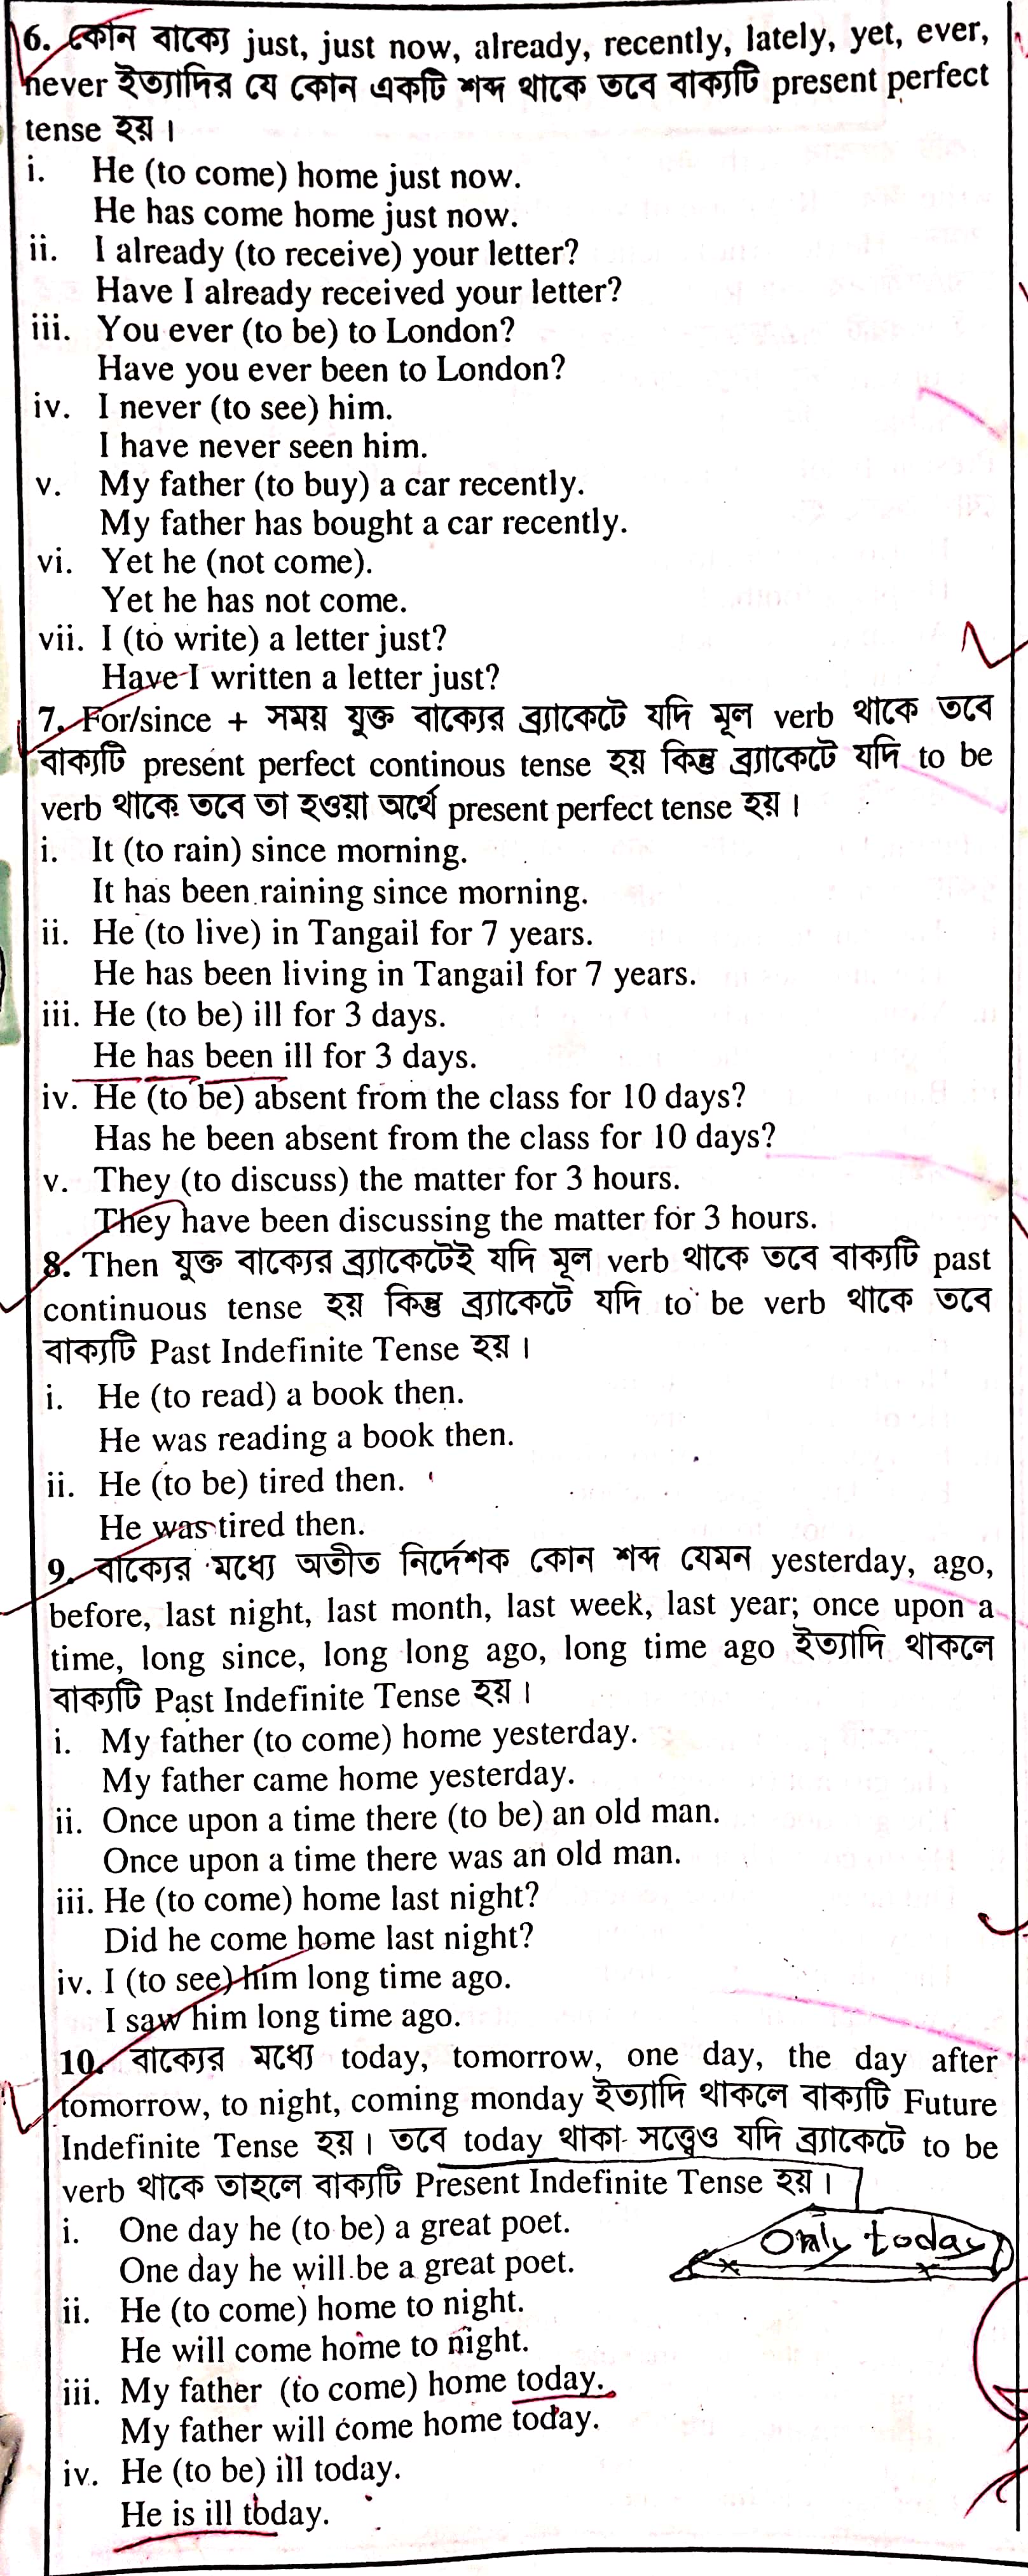 6. কোন বাক্যে just, just now, already, recently, lately, yet, ever,
never ইত্যাদির যে কোন একটি শব্দ থাকে তবে বাক্যটি present perfect
tense হয়।
i. He (to come) home just now.
He has come home just now.
ii. I already (to receive) your letter?
Have I already received your letter?
iii. You ever (to be) to London?
Have you ever been to London?
iv. I never (to see) him.
I have never seen him.
v. My father (to buy) a car recently.
My father has bought a car recently.
vi. Yet he (not come).
Yet he has not come.
vii. I (to write) a letter just?
Have I written a letter just?
7. For/since + সময় যুক্ত বাক্যের ব্র্যাকেটে যদি মূল verb থাকে তবে
বাক্যটি present perfect continous tense হয় কিন্তু ব্র্যাকেটে যদি to be
verb থাকে তবে তা হওয়া অর্থে present perfect tense হয়।
i. It (to rain) since morning.
It has been raining since morning.
ii. He (to live) in Tangail for 7 years.
He has been living in Tangail for 7 years.
iii. He (to be) ill for 3 days.
He has been ill for 3 days.
iv. He (to be) absent from the class for 10 days?
Has he been absent from the class for 10 days?
v. They (to discuss) the matter for 3 hours.
They have been discussing the matter for 3 hours.
8. Then যুক্ত বাক্যের ব্র্যাকেটেই যদি মূল verb থাকে তবে বাক্যটি past
continuous tense হয় কিন্তু ব্র্যাকেটে যদি to be verb থাকে তবে
বাক্যটি Past Indefinite Tense হয়।
i. He (to read) a book then.
He was reading a book then.
ii. He (to be) tired then.
He was tired then.
9. বাক্যের মধ্যে অতীত নির্দেশক কোন শব্দ যেমন yesterday, ago,
before, last night, last month, last week, last year; once upon a
time, long since, long long ago, long time ago ইত্যাদি থাকলে
বাক্যটি Past Indefinite Tense হয়।
i. My father (to come) home yesterday.
My father came home yesterday.
ii. Once upon a time there (to be) an old man.
Once upon a time there was an old man.
iii. He (to come) home last night?
Did he come home last night?
iv. I (to see) him long time ago.
I saw him long time ago.
10. বাক্যের মধ্যে today, tomorrow, one day, the day after
tomorrow, to night, coming monday ইত্যাদি থাকলে বাক্যটি Future
Indefinite Tense হয়। তবে today থাকা সত্ত্বেও যদি ব্র্যাকেটে to be
verb থাকে তাহলে বাক্যটি Present Indefinite Tense হয়।
i. One day he (to be) a great poet.
Only today
One day he will be a great poet.
ii. He (to come) home to night.
He will come home to night.
iii. My father (to come) home today.
My father will come home today.
iv. He (to be) ill today.
He is ill today.